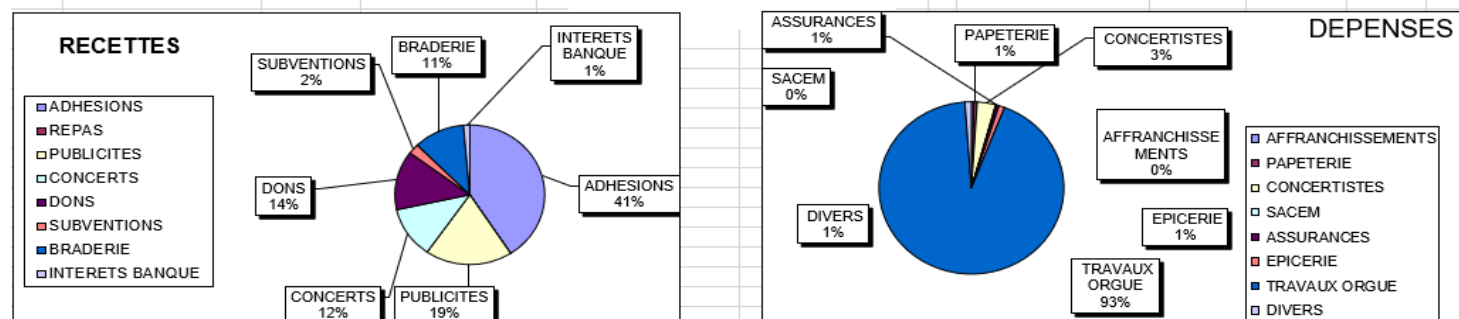 RECETTES
ADHESIONS
REPAS
PUBLICITES
CONCERTS
DONS
SUBVENTIONS
BRADERIE
INTERETS BANQUE
SUBVENTIONS
2%
BRADERIE
11%
INTERETS
BANQUE
1%
DONS
14%
ADHESIONS
41%
CONCERTS
12%
PUBLICITES
19%
DEPENSES
ASSURANCES
1%
PAPETERIE
1%
CONCERTISTES
3%
SACEM
0%
AFFRANCHISSE
MENTS
0%
DIVERS
1%
EPICERIE
1%
TRAVAUX
ORGUE
93%
AFFRANCHISSEMENTS
PAPETERIE
CONCERTISTES
SACEM
ASSURANCES
EPICERIE
TRAVAUX ORGUE
DIVERS